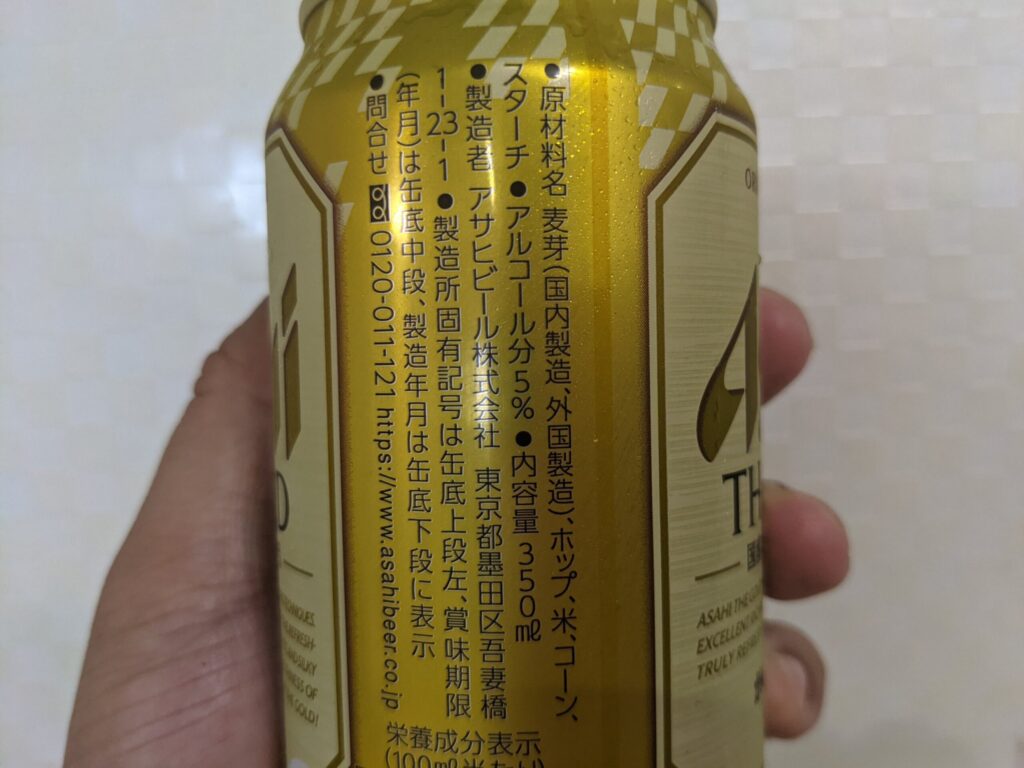 ●原材料名 麦芽(国内製造、外国製造)、ホップ、米、コーン、
スターチ ●アルコール分5% ●内容量 350㎖
●製造者 アサヒビール株式会社 東京都墨田区吾妻橋
1-23-1 ●製造所固有記号は缶底上段左、賞味期限
(年月)は缶底中段、製造年月は缶底下段に表示
●問合せ 0120-011-121 https://www.asahibeer.co.jp
栄養成分表示
(100㎖
TH
ASAHI THE
EXCELLENT
TRULY